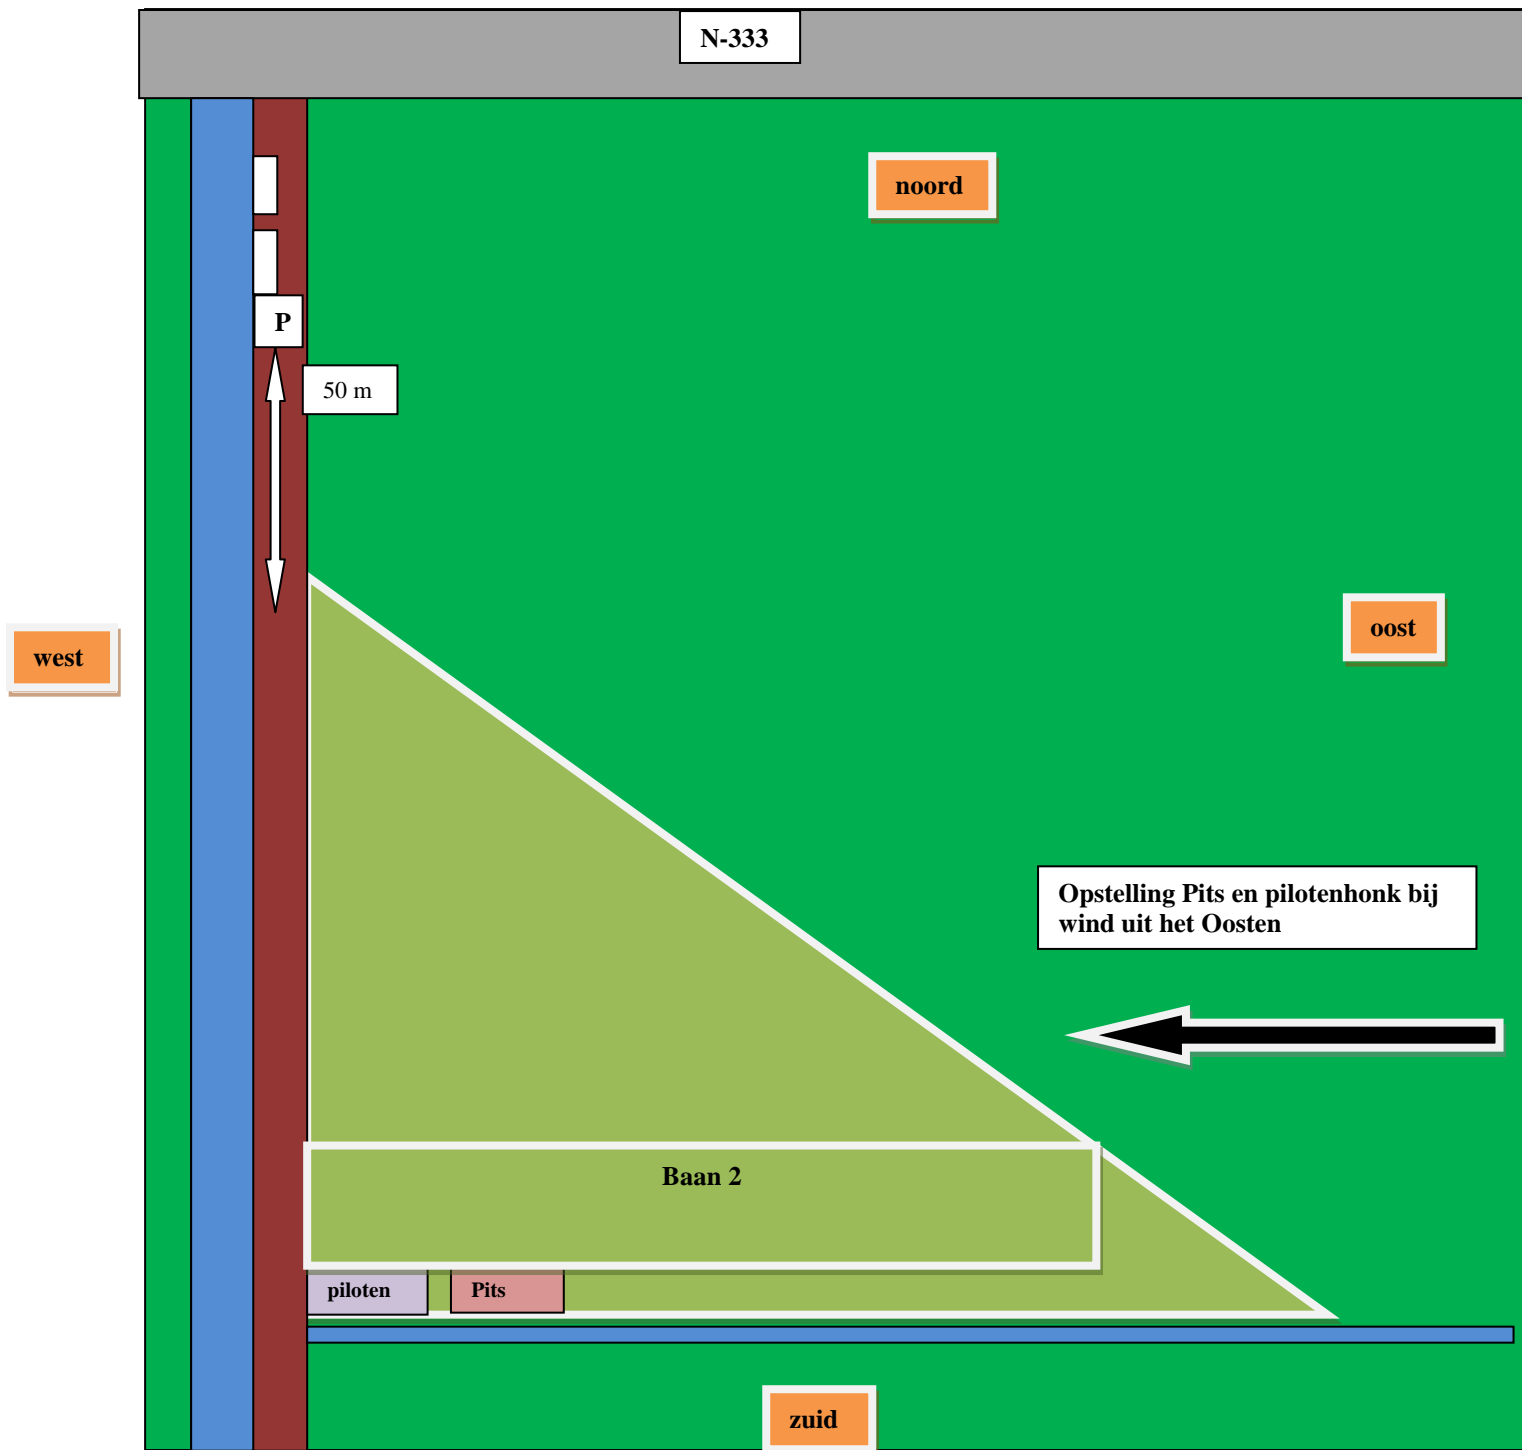 N-333
noord
P
50 m
oost
west
Opstelling Pits en pilotenhonk bij
wind uit het Oosten
Baan 2
piloten
Pits
zuid